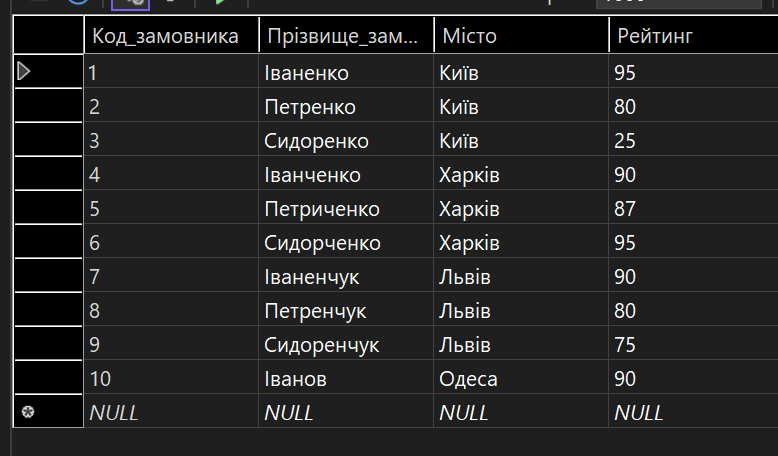 Код_замовника Прізвище_зам... Місто Рейтинг
1 Іваненко Київ 95
2 Петренко Київ 80
3 Сидоренко Київ 25
4 Іванченко Харків 90
5 Петриченко Харків 87
6 Сидорченко Харків 95
7 Іваненчук Львів 90
8 Петренчук Львів 80
9 Сидоренчук Львів 75
10 Іванов Одеса 90
NULL NULL NULL NULL